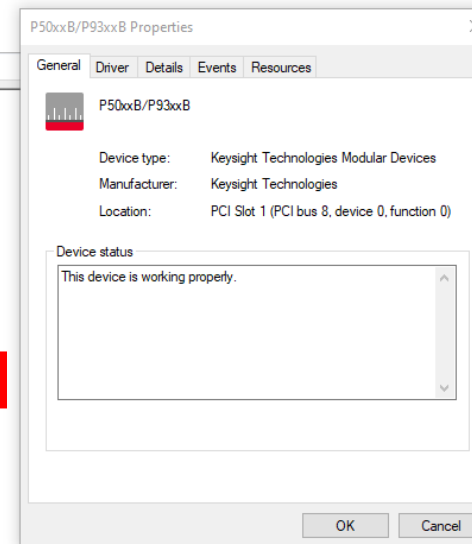 P50xxB/P93xxB Properties
General Driver Details Events Resources
P50xxB/P93xxB
Device type: Keysight Technologies Modular Devices
Manufacturer: Keysight Technologies
Location: PCI Slot 1 (PCI bus 8, device 0, function 0)
Device status
This device is working properly.
OK Cancel